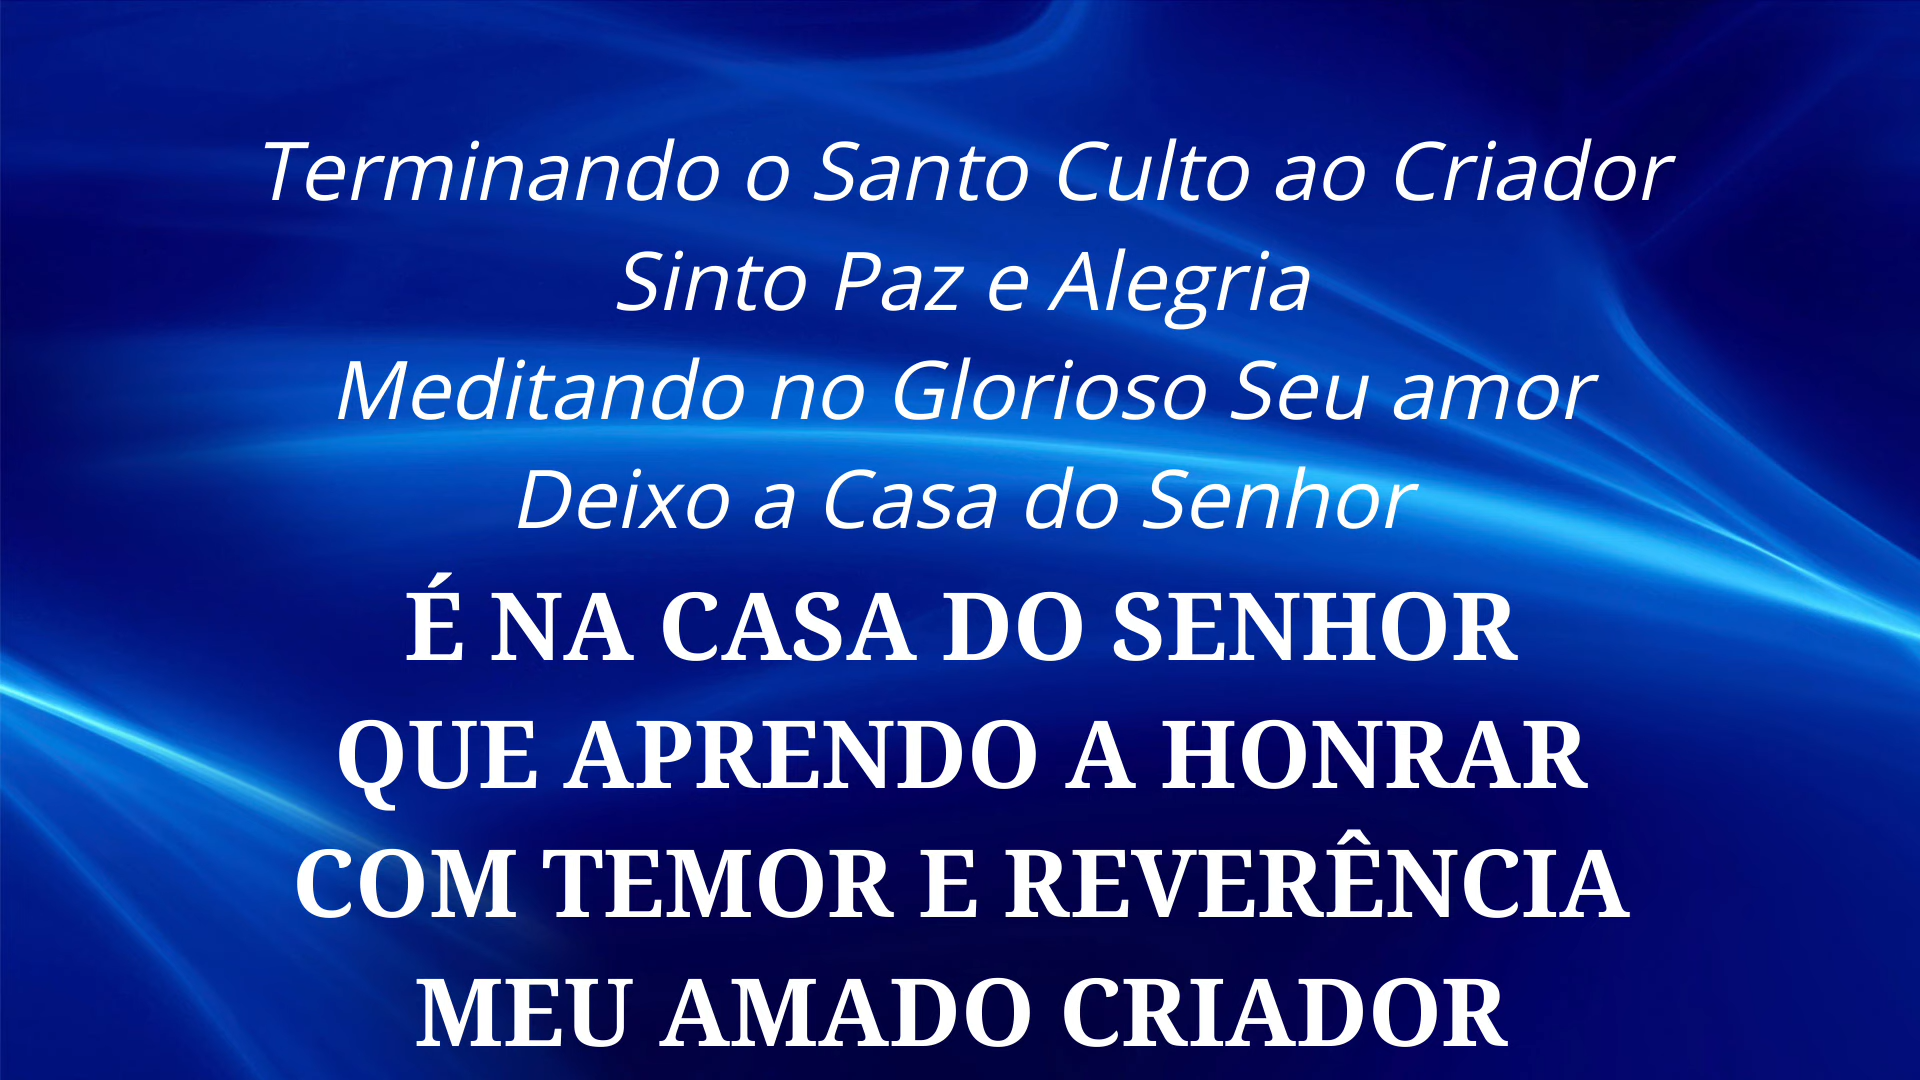 Terminando o Santo Culto ao Criador
Sinto Paz e Alegria
Meditando no Glorioso Seu amor
Deixo a Casa do Senhor
É NA CASA DO SENHOR
QUE APRENDO A HONRAR
COM TEMOR E REVERÊNCIA
MEU AMADO CRIADOR